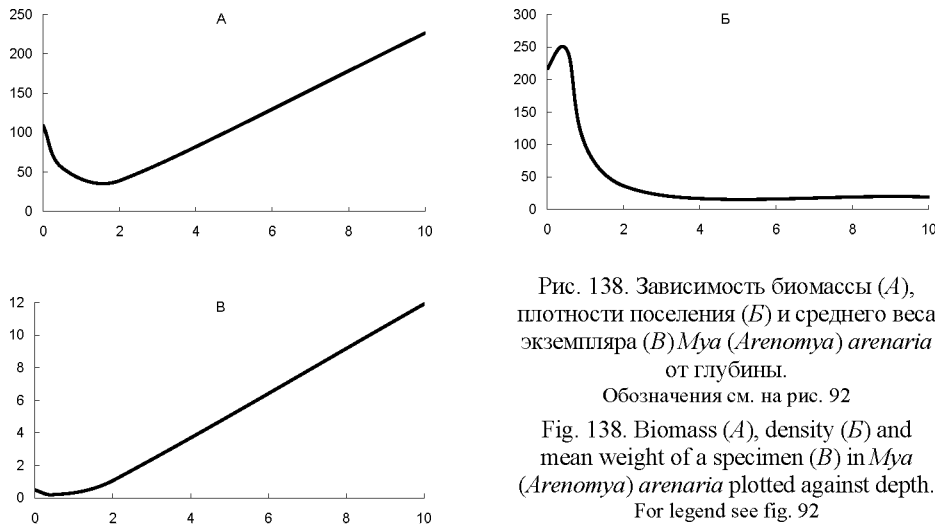 А
250
200
150
100
50
0
0 2 4 6 8 10
Б
300
250
200
150
100
50
0
0 2 4 6 8 10
В
12
10
8
6
4
2
0
0 2 4 6 8 10
Рис. 138. Зависимость биомассы (А),
плотности поселения (Б) и среднего веса
экземпляра (В) Mya (Arenomya) arenaria
от глубины.
Обозначения см. на рис. 92
Fig. 138. Biomass (А), density (Б) and
mean weight of a specimen (В) in Mya
(Arenomya) arenaria plotted against depth.
For legend see fig. 92